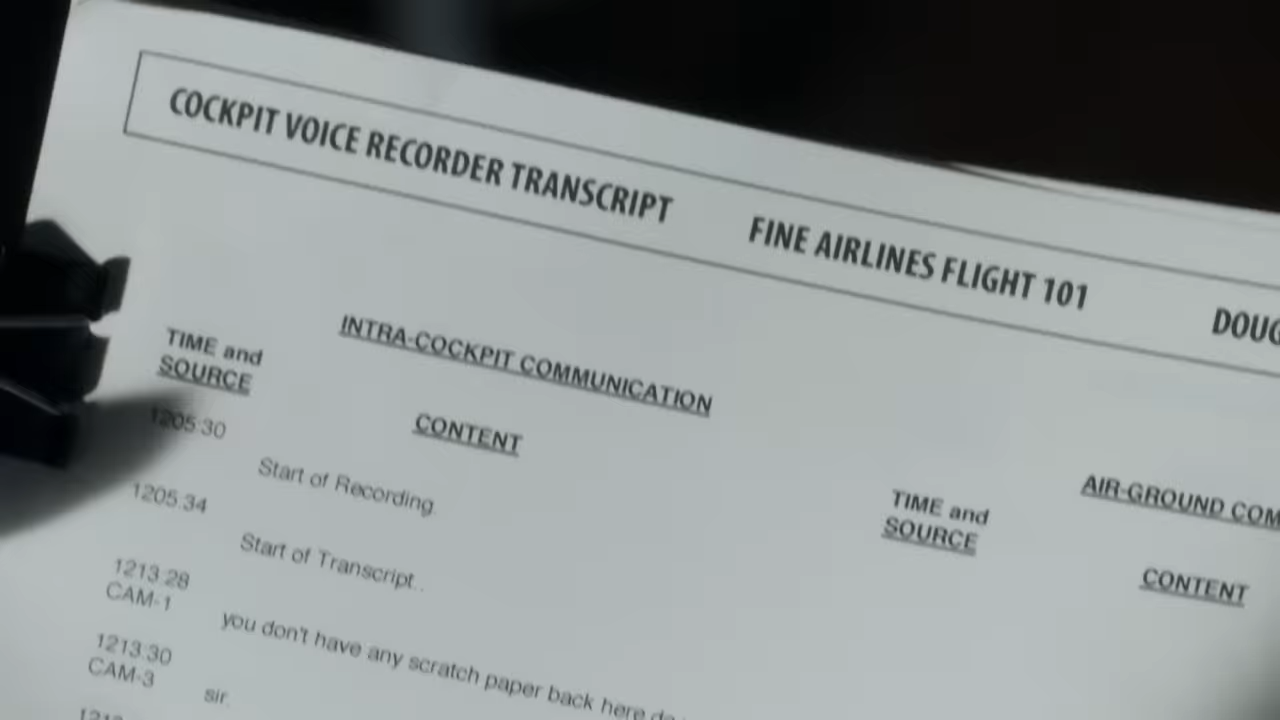 COCKPIT VOICE RECORDER TRANSCRIPT FINE AIRLINES FLIGHT 101
INTRA-COCKPIT COMMUNICATION
TIME and
SOURCE
CONTENT
1205:30
Start of Recording
1205:34
Start of Transcript..
1213:28
CAM-1 you don't have any scratch paper back here
1213:30
CAM-3 sir.
AIR-GROUND
TIME and
SOURCE
CONTENT